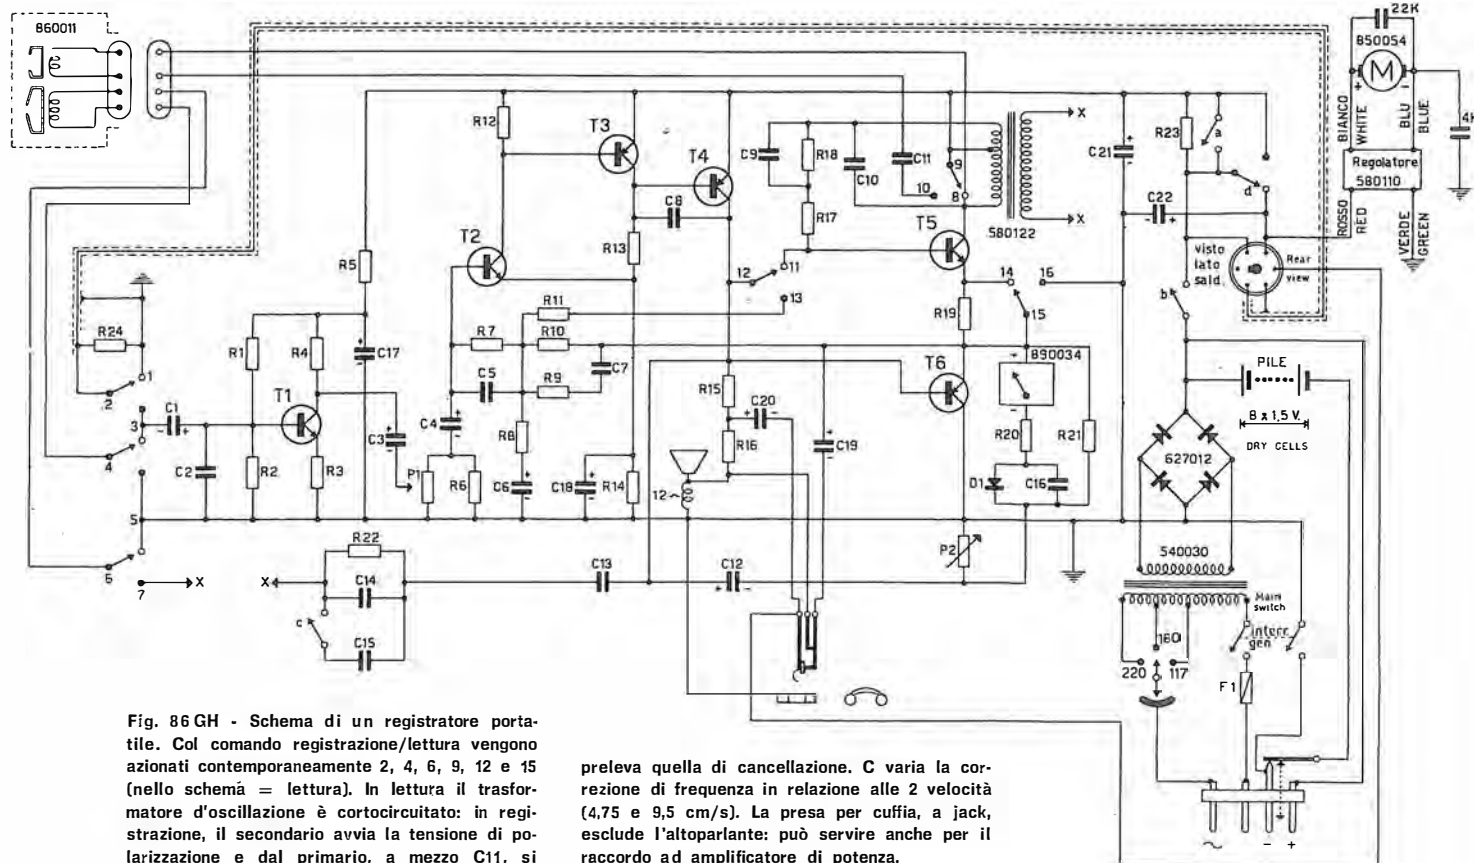 860011
22K
B50054
M
+
-
BIANCO
WHITE
BLU
BLUE
Regolatore
580110
ROSSO
RED
VERDE
GREEN
R12
T3
T4
C9
R18
C10
C11
9
10
8
X
X
580122
C21
+
-
R23
a
d
C22
-
+
R5
T2
R13
C8
R17
T5
12
11
13
14
16
15
visto
lato
sald.
Rear
view
b
R24
R1
R4
+
C17
-
R11
R7
R10
C5
R9
C7
R19
B90034
T6
+
-
PILE
8 x 1,5 V.
DRY CELLS
1
2
3
4
5
6
7
C1
-
+
C2
T1
R2
R3
C3
+
-
C4
+
-
P1
R6
R8
C6
+
-
C18
+
-
R14
R15
C20
+
-
R16
C19
+
-
12~
R20
R21
D1
C16
627012
540030
Main
switch
interr.
gen
160
220
117
F1
X
X
R22
C14
c
C15
C13
C12
+
-
P2
~
-
+
Fig. 86 GH - Schema di un registratore porta-
tile. Col comando registrazione/lettura vengono
azionati contemporaneamente 2, 4, 6, 9, 12 e 15
(nello schema = lettura). In lettura il trasfor-
matore d'oscillazione è cortocircuitato: in regi-
strazione, il secondario avvia la tensione di po-
larizzazione e dal primario, a mezzo C11, si
preleva quella di cancellazione. C varia la cor-
rezione di frequenza in relazione alle 2 velocità
(4,75 e 9,5 cm/s). La presa per cuffia, a jack,
esclude l'altoparlante: può servire anche per il
raccordo ad amplificatore di potenza.